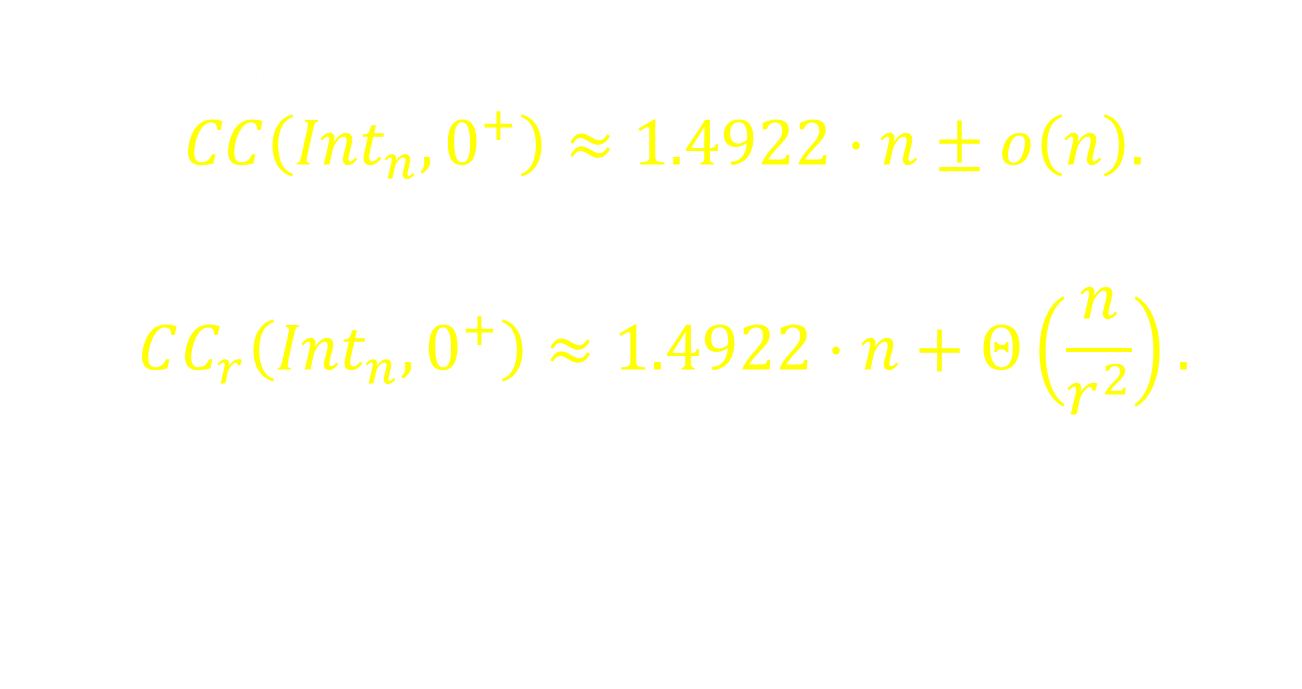 CC(Int_n, 0^+) ≈ 1.4922 · n ± o(n).
CC_r(Int_n, 0^+) ≈ 1.4922 · n + Θ(n/r^2).